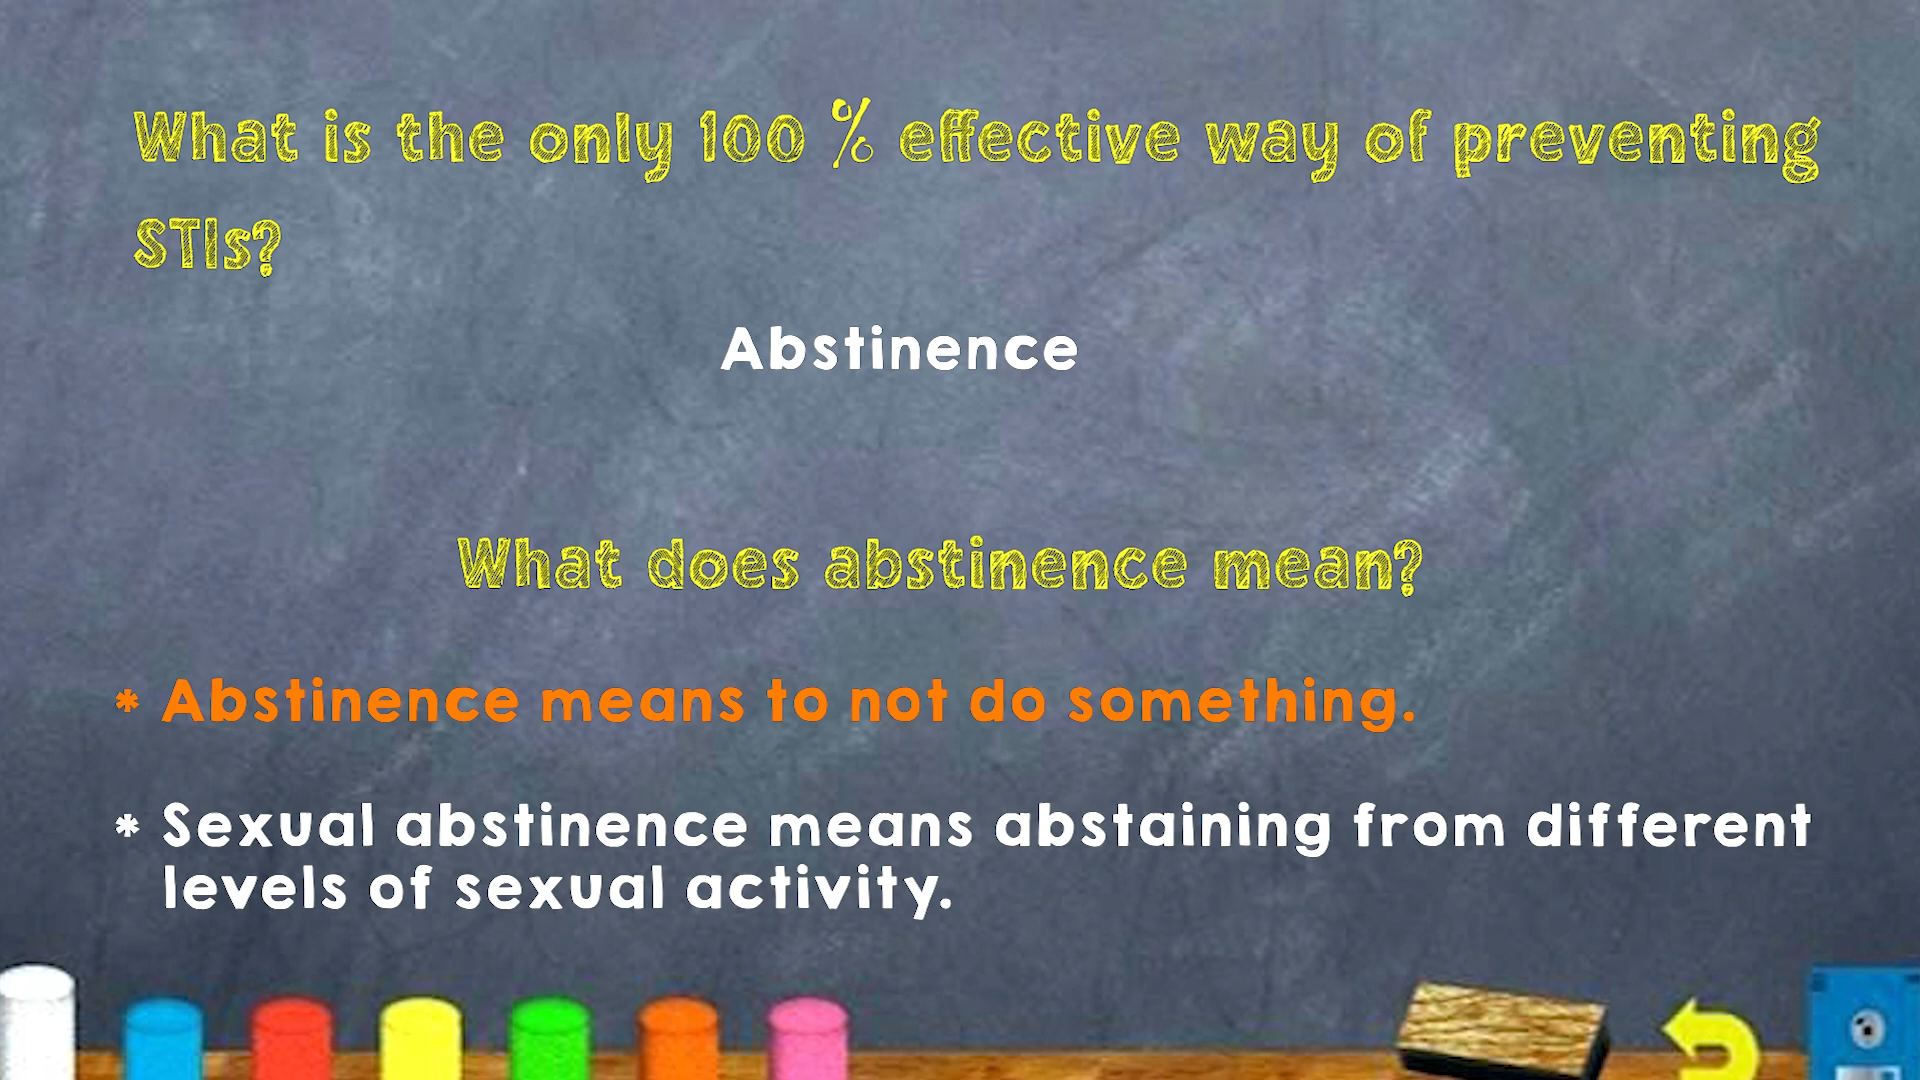 What is the only 100 % effective way of preventing
STIs?
Abstinence
What does abstinence mean?
* Abstinence means to not do something.
* Sexual abstinence means abstaining from different
levels of sexual activity.